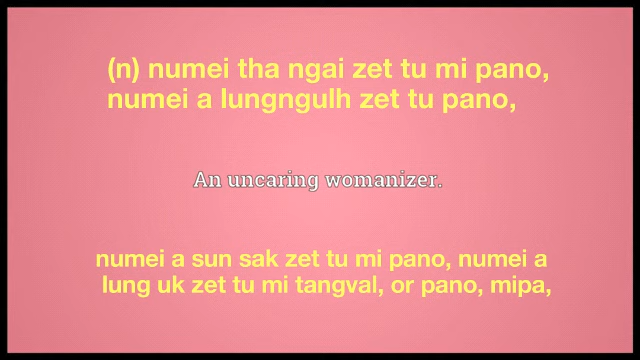 (n) numei tha ngai zet tu mi pano,
numei a lungngulh zet tu pano,
An uncaring womanizer.
numei a sun sak zet tu mi pano, numei a
lung uk zet tu mi tangval, or pano, mipa,